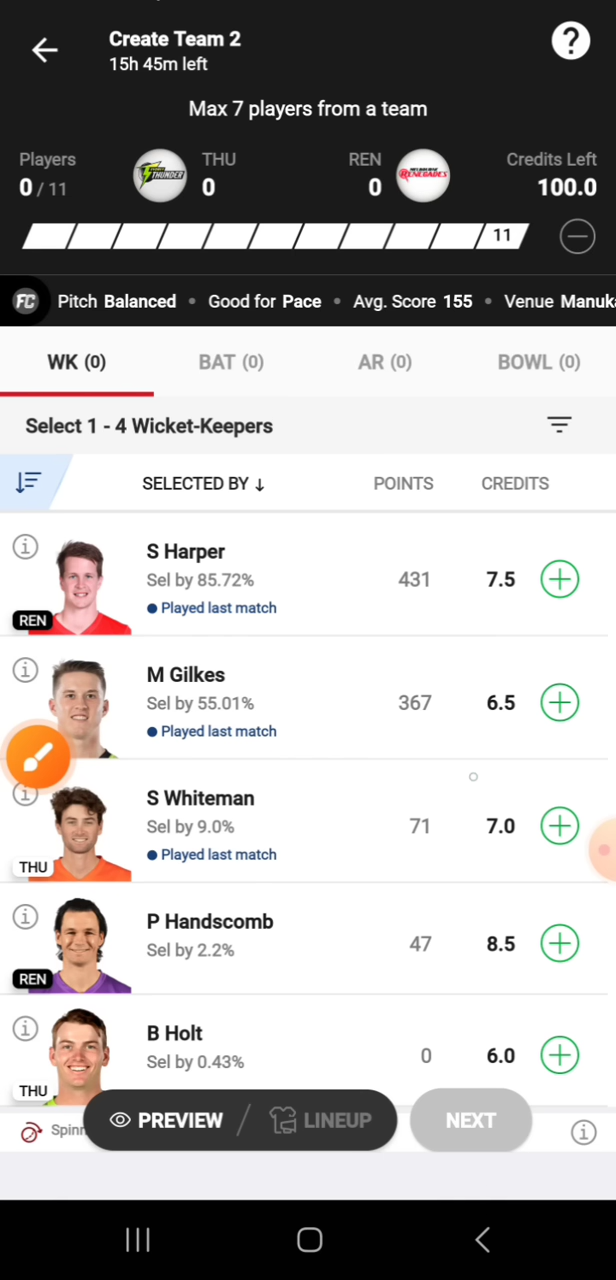 Create Team 2
15h 45m left
?
Max 7 players from a team
Players
0 / 11
THUNDER
THU
0
REN
0
RENEGADES
Credits Left
100.0
11
FC Pitch Balanced • Good for Pace • Avg. Score 155 • Venue Manuka
WK (0) BAT (0) AR (0) BOWL (0)
Select 1 - 4 Wicket-Keepers
SELECTED BY ↓ POINTS CREDITS
S Harper
Sel by 85.72% 431 7.5
Played last match
REN
M Gilkes
Sel by 55.01% 367 6.5
Played last match
S Whiteman
Sel by 9.0% 71 7.0
Played last match
THU
P Handscomb
Sel by 2.2% 47 8.5
REN
B Holt
Sel by 0.43% 0 6.0
THU
PREVIEW / LINEUP NEXT